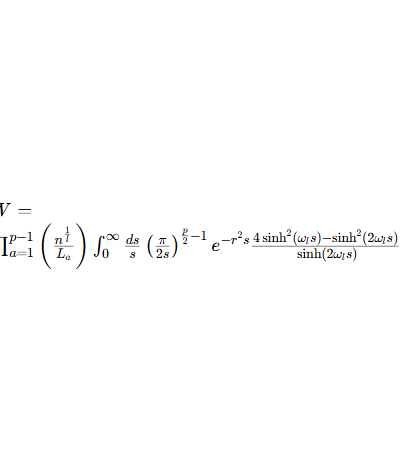 V =
∏_{a=1}^{p-1} ( n^{1/l} / L_a ) ∫_0^∞ ds/s ( π/2s )^{p/2 -1} e^{-r^2 s} (4 sinh^2(ω_l s) - sinh^2(2ω_l s)) / sinh(2ω_l s)